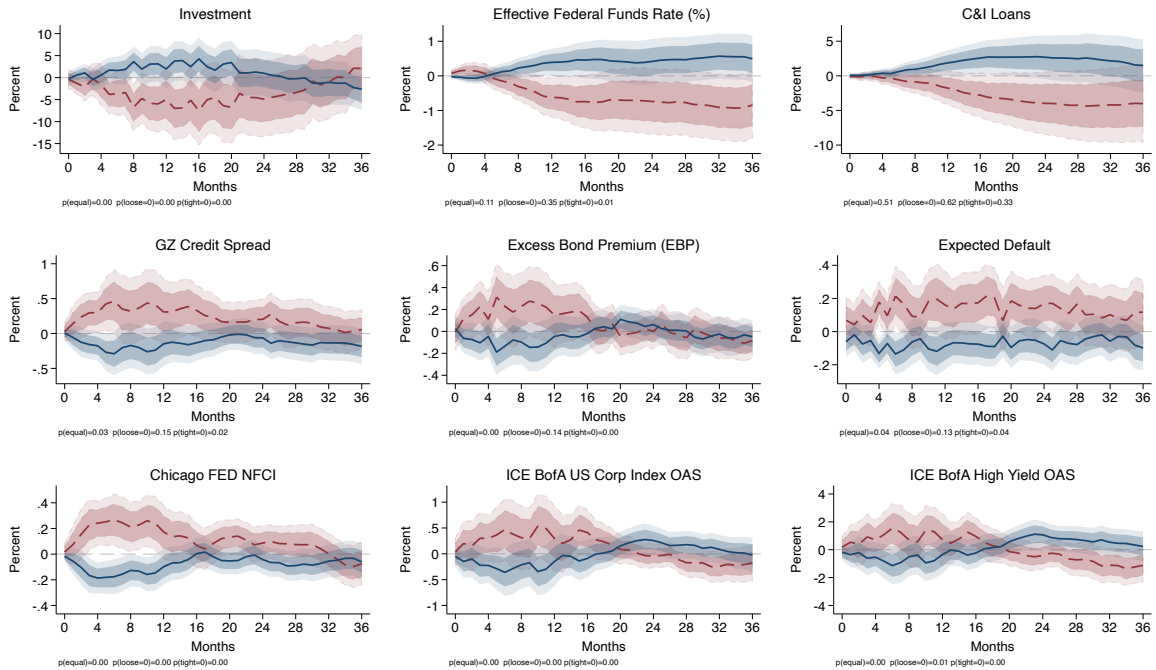 Investment
Effective Federal Funds Rate (%)
C&I Loans
Percent
10
5
0
-5
-10
-15
0 4 8 12 16 20 24 28 32 36
Months
p(equal)=0.00 p(loose=0)=0.00 p(tight=0)=0.00
Percent
1
0
-1
-2
0 4 8 12 16 20 24 28 32 36
Months
p(equal)=0.11 p(loose=0)=0.35 p(tight=0)=0.01
Percent
5
0
-5
-10
0 4 8 12 16 20 24 28 32 36
Months
p(equal)=0.51 p(loose=0)=0.62 p(tight=0)=0.33
GZ Credit Spread
Excess Bond Premium (EBP)
Expected Default
Percent
1
.5
0
-.5
0 4 8 12 16 20 24 28 32 36
Months
p(equal)=0.03 p(loose=0)=0.15 p(tight=0)=0.02
Percent
.6
.4
.2
0
-.2
-.4
0 4 8 12 16 20 24 28 32 36
Months
p(equal)=0.00 p(loose=0)=0.14 p(tight=0)=0.00
Percent
.4
.2
0
-.2
0 4 8 12 16 20 24 28 32 36
Months
p(equal)=0.04 p(loose=0)=0.13 p(tight=0)=0.04
Chicago FED NFCI
ICE BofA US Corp Index OAS
ICE BofA High Yield OAS
Percent
.4
.2
0
-.2
-.4
0 4 8 12 16 20 24 28 32 36
Months
p(equal)=0.00 p(loose=0)=0.00 p(tight=0)=0.00
Percent
1
.5
0
-.5
-1
0 4 8 12 16 20 24 28 32 36
Months
p(equal)=0.00 p(loose=0)=0.00 p(tight=0)=0.00
Percent
4
2
0
-2
-4
0 4 8 12 16 20 24 28 32 36
Months
p(equal)=0.00 p(loose=0)=0.01 p(tight=0)=0.00